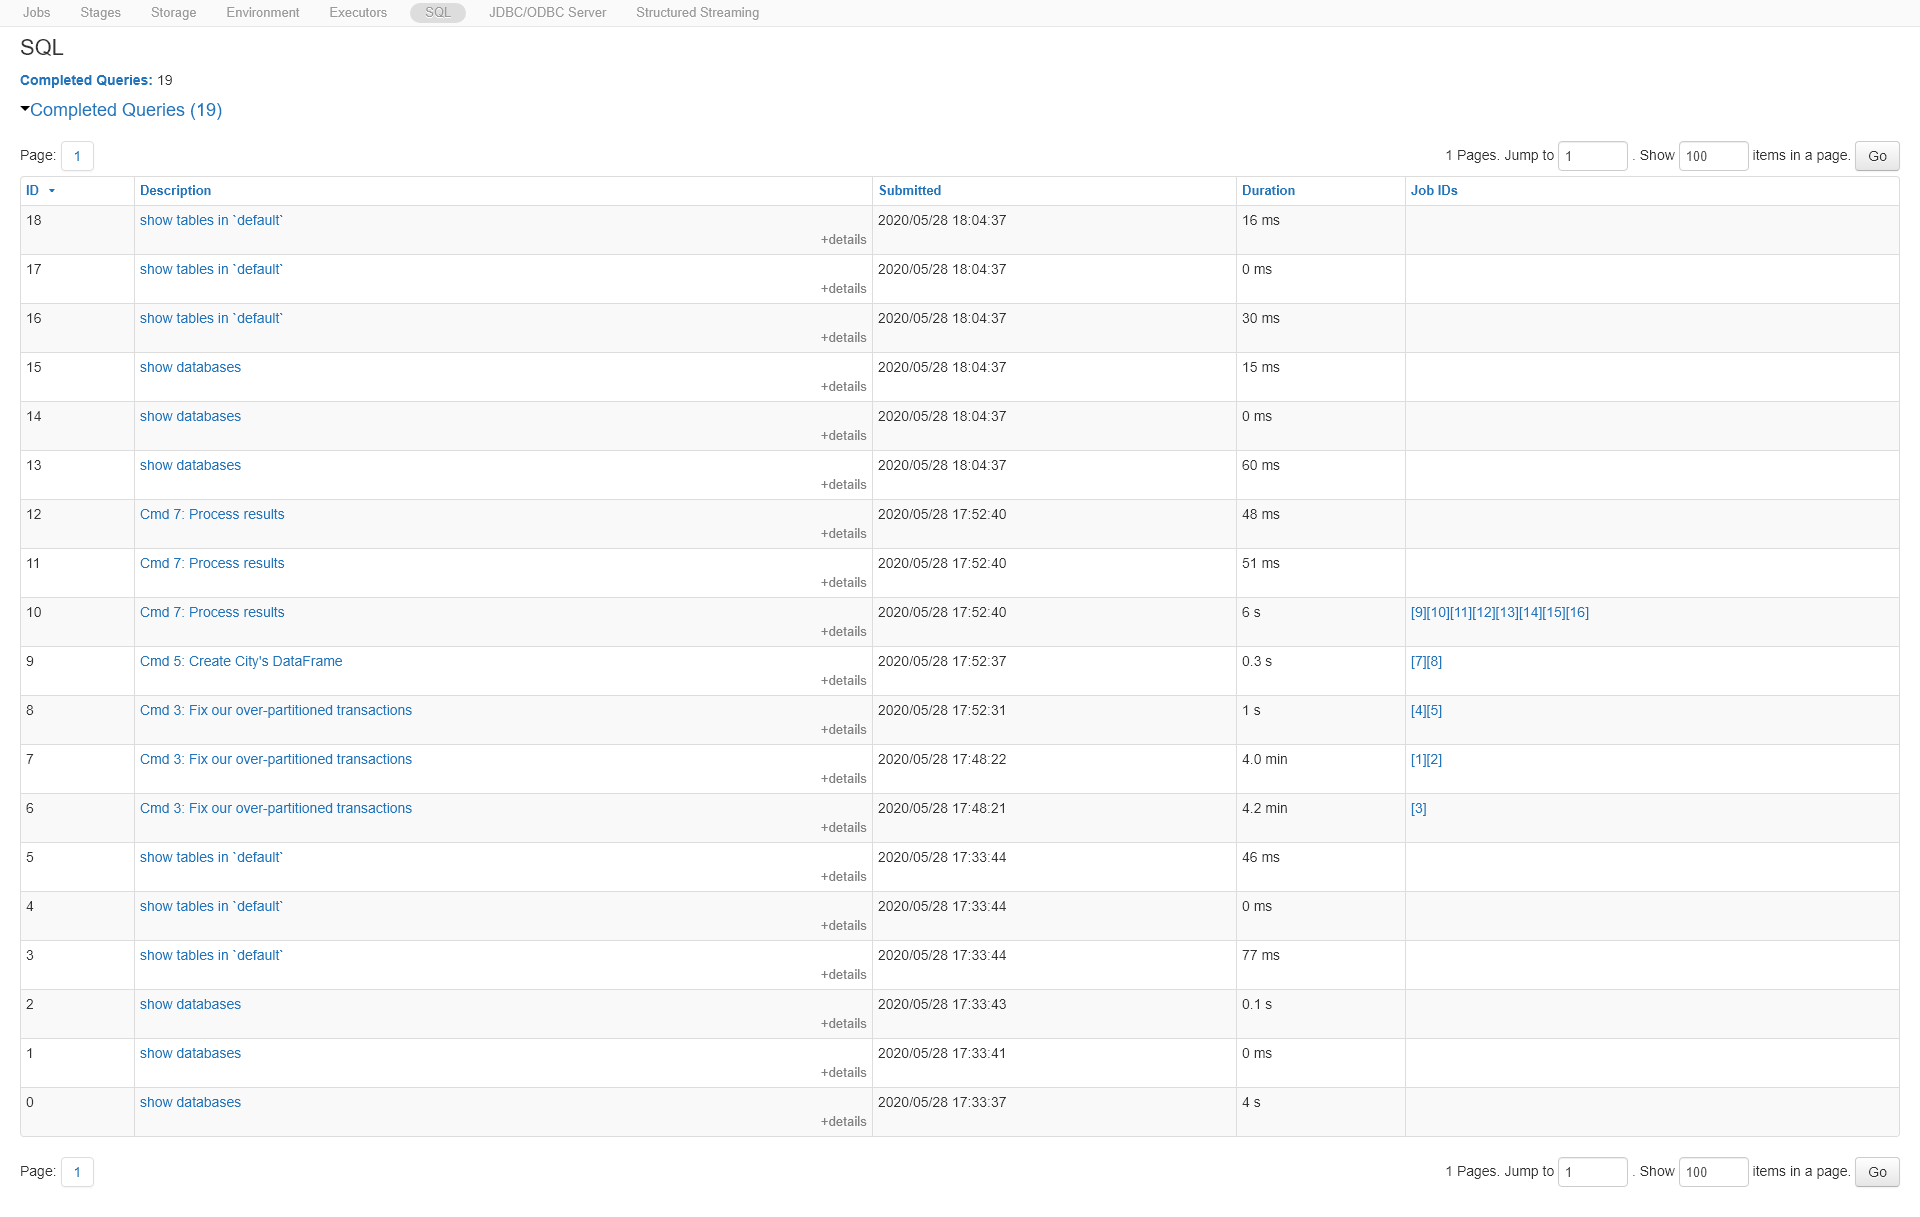 Jobs Stages Storage Environment Executors SQL JDBC/ODBC Server Structured Streaming
SQL
Completed Queries: 19
Completed Queries (19)
Page: 1 1 Pages. Jump to 1 . Show 100 items in a page. Go
ID Description Submitted Duration Job IDs
18 show tables in `default` 2020/05/28 18:04:37 16 ms
+details
17 show tables in `default` 2020/05/28 18:04:37 0 ms
+details
16 show tables in `default` 2020/05/28 18:04:37 30 ms
+details
15 show databases 2020/05/28 18:04:37 15 ms
+details
14 show databases 2020/05/28 18:04:37 0 ms
+details
13 show databases 2020/05/28 18:04:37 60 ms
+details
12 Cmd 7: Process results 2020/05/28 17:52:40 48 ms
+details
11 Cmd 7: Process results 2020/05/28 17:52:40 51 ms
+details
10 Cmd 7: Process results 2020/05/28 17:52:40 6 s [9][10][11][12][13][14][15][16]
+details
9 Cmd 5: Create City's DataFrame 2020/05/28 17:52:37 0.3 s [7][8]
+details
8 Cmd 3: Fix our over-partitioned transactions 2020/05/28 17:52:31 1 s [4][5]
+details
7 Cmd 3: Fix our over-partitioned transactions 2020/05/28 17:48:22 4.0 min [1][2]
+details
6 Cmd 3: Fix our over-partitioned transactions 2020/05/28 17:48:21 4.2 min [3]
+details
5 show tables in `default` 2020/05/28 17:33:44 46 ms
+details
4 show tables in `default` 2020/05/28 17:33:44 0 ms
+details
3 show tables in `default` 2020/05/28 17:33:44 77 ms
+details
2 show databases 2020/05/28 17:33:43 0.1 s
+details
1 show databases 2020/05/28 17:33:41 0 ms
+details
0 show databases 2020/05/28 17:33:37 4 s
+details
Page: 1 1 Pages. Jump to 1 . Show 100 items in a page. Go